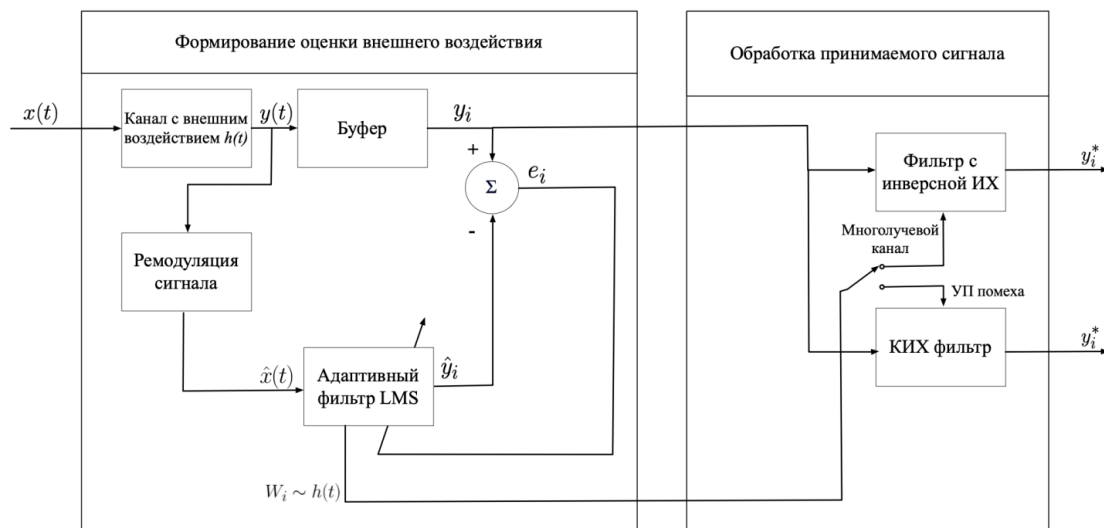 Формирование оценки внешнего воздействия
Обработка принимаемого сигнала
x(t)
Канал с внешним
воздействием h(t)
y(t)
Буфер
y_i
+
Σ
e_i
-
Ремодуляция
сигнала
x̂(t)
Адаптивный
фильтр LMS
ŷ_i
W_i ~ h(t)
Фильтр с
инверсной ИХ
y_i^*
Многолучевой
канал
УП помеха
КИХ фильтр
y_i^*